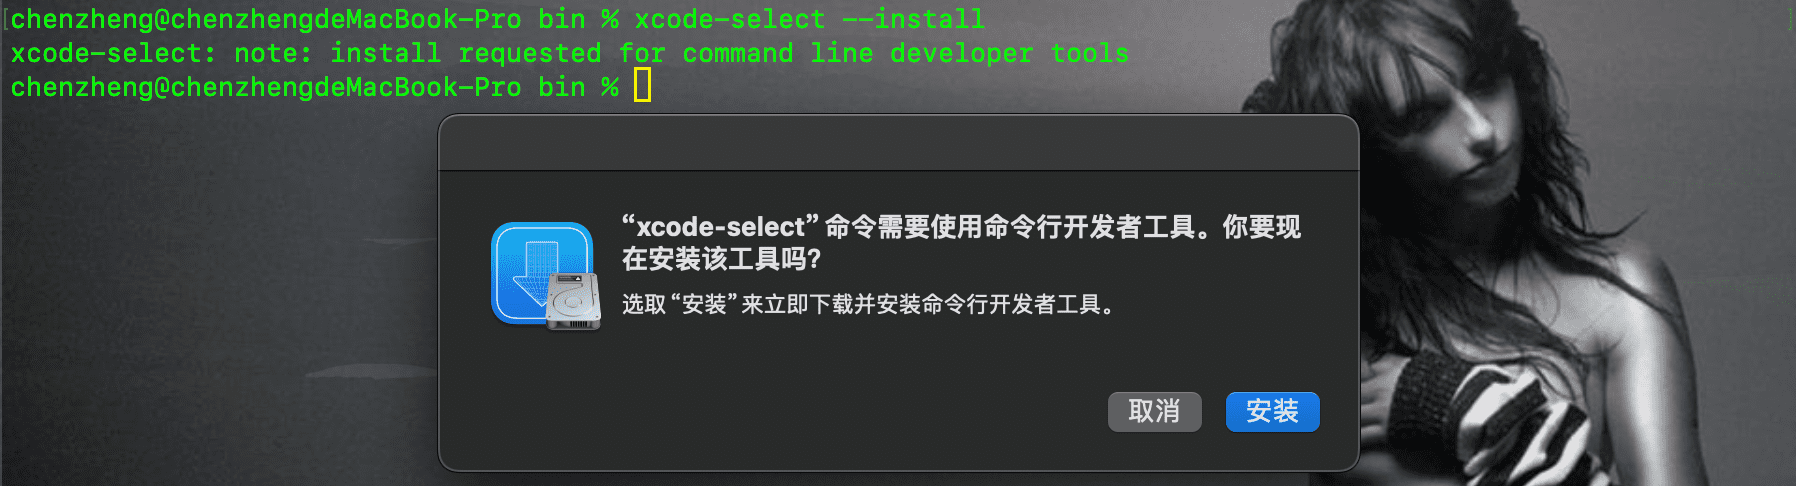 [chenzheng@chenzhengdeMacBook-Pro bin % xcode-select --install
xcode-select: note: install requested for command line developer tools
chenzheng@chenzhengdeMacBook-Pro bin %
“xcode-select”命令需要使用命令行开发者工具。你要现
在安装该工具吗？
选取“安装”来立即下载并安装命令行开发者工具。
取消
安装